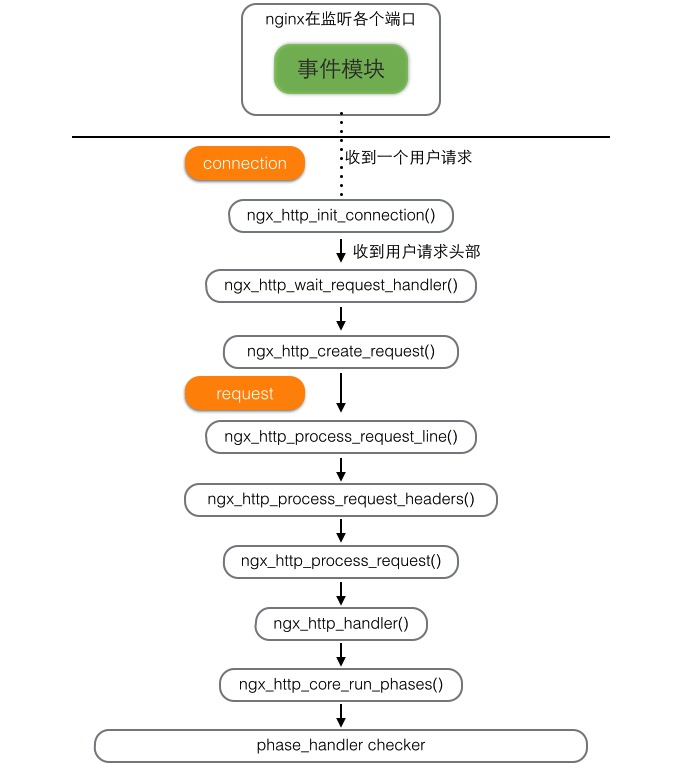 nginx在监听各个端口
事件模块
connection
收到一个用户请求
ngx_http_init_connection()
收到用户请求头部
ngx_http_wait_request_handler()
ngx_http_create_request()
request
ngx_http_process_request_line()
ngx_http_process_request_headers()
ngx_http_process_request()
ngx_http_handler()
ngx_http_core_run_phases()
phase_handler checker